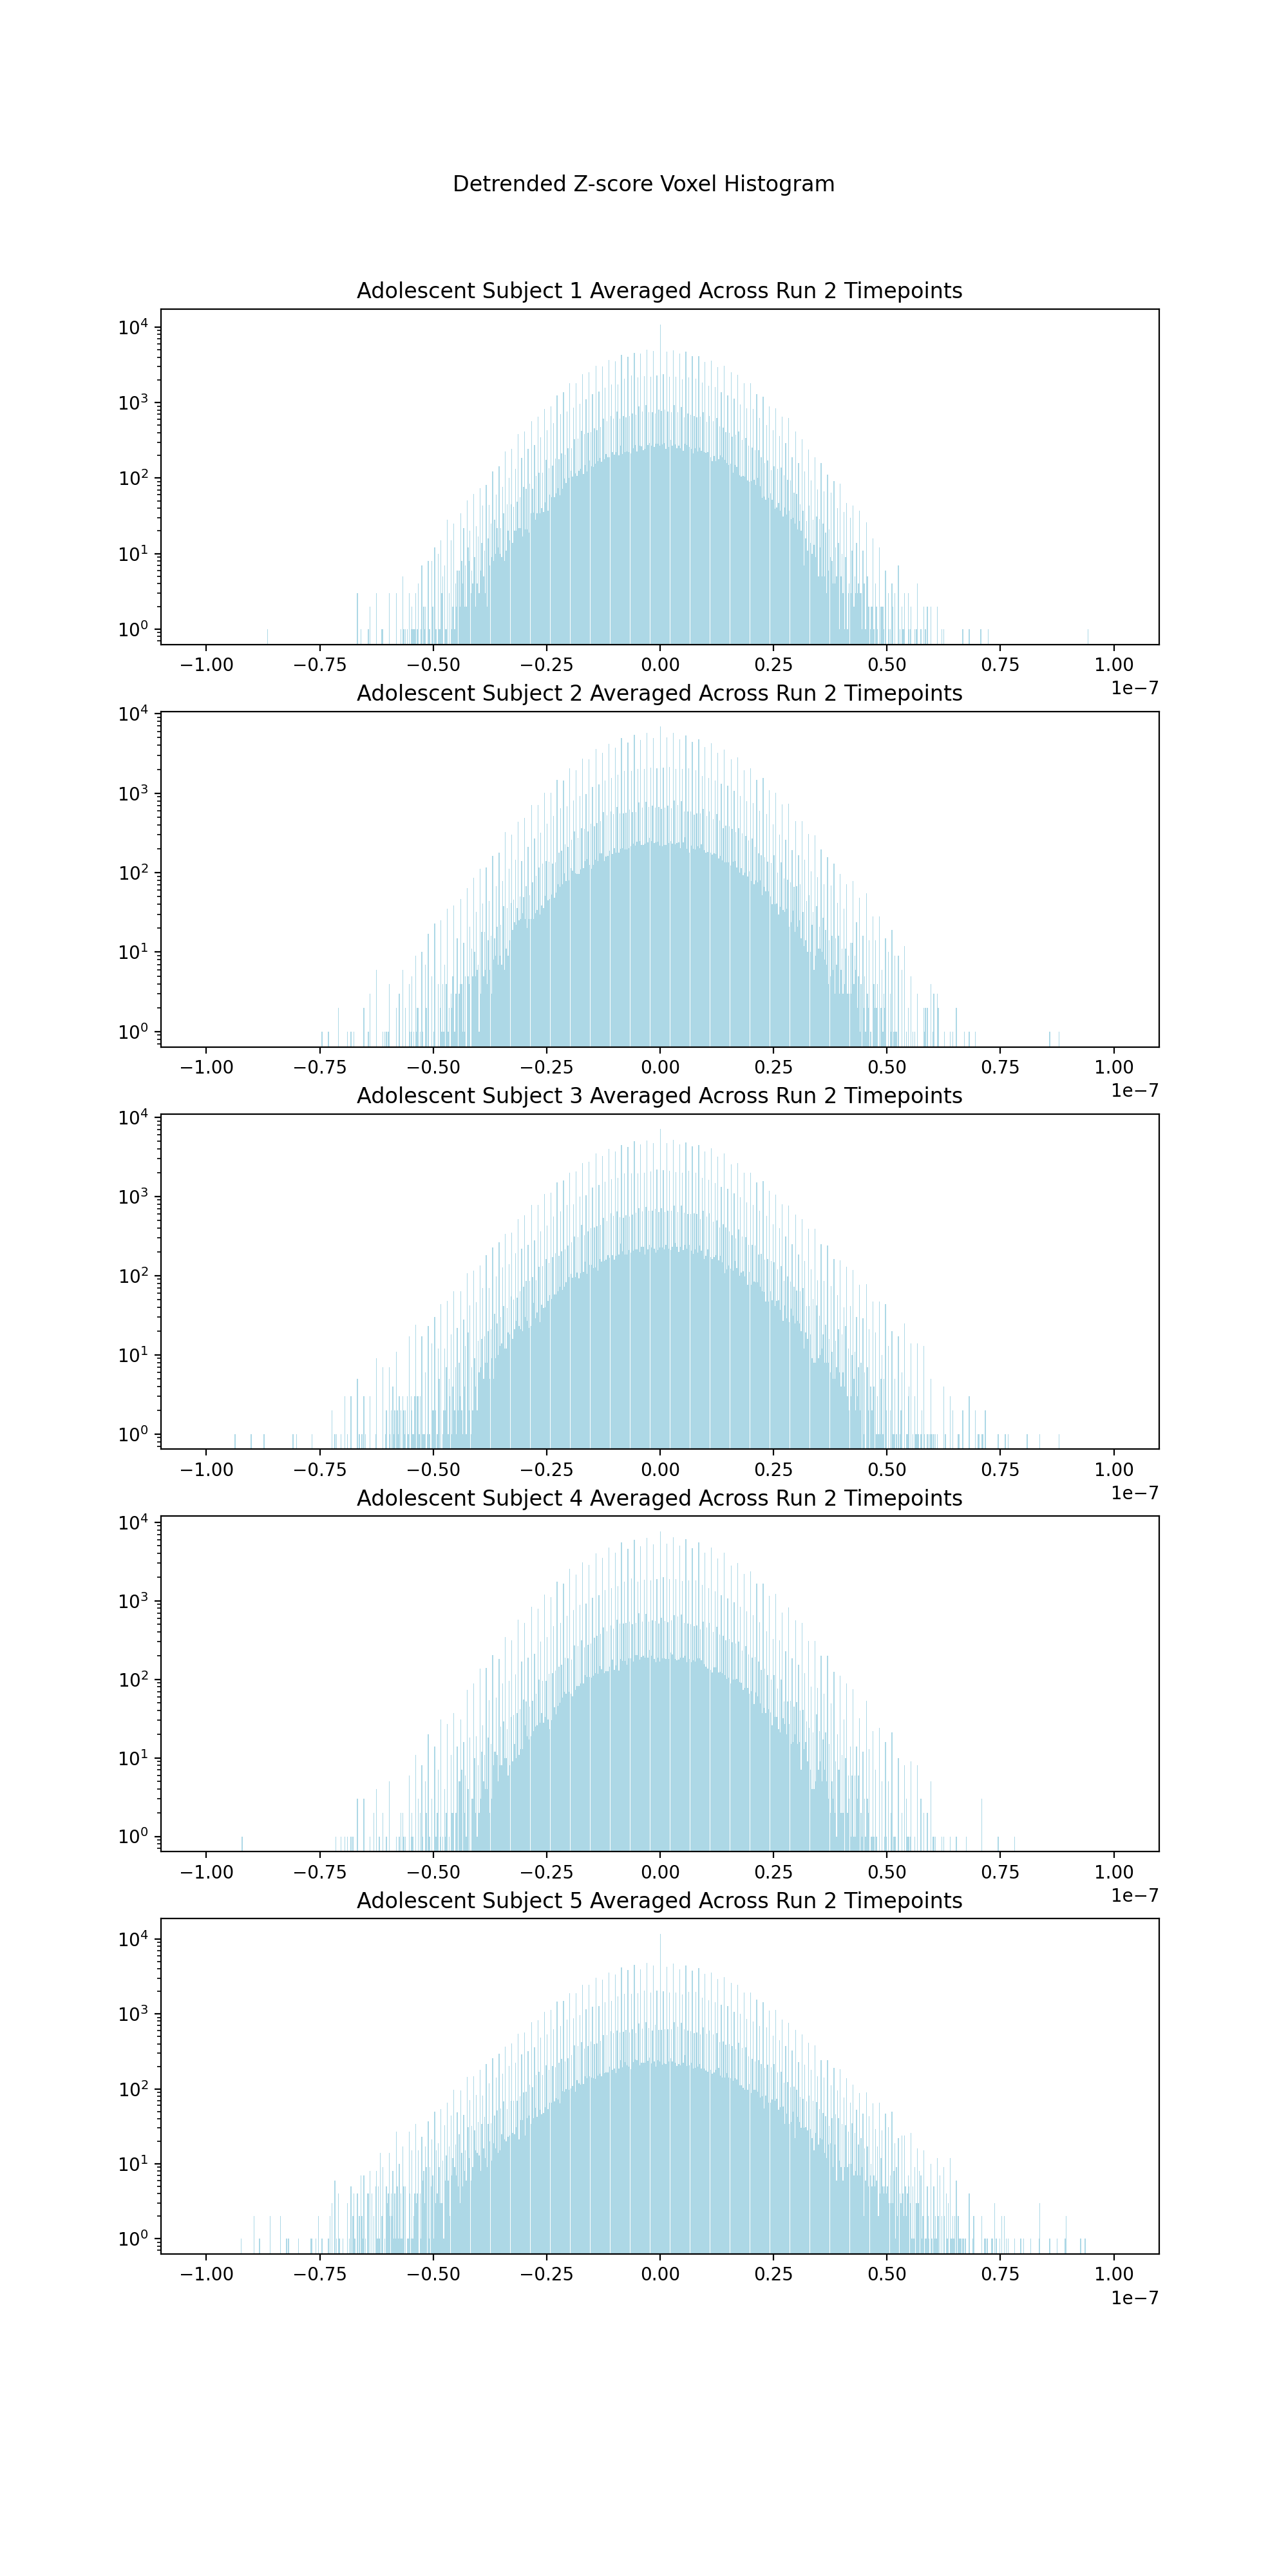 Detrended Z-score Voxel Histogram
Adolescent Subject 1 Averaged Across Run 2 Timepoints
10⁴
10³
10²
10¹
10⁰
−1.00 −0.75 −0.50 −0.25 0.00 0.25 0.50 0.75 1.00
1e−7
Adolescent Subject 2 Averaged Across Run 2 Timepoints
10⁴
10³
10²
10¹
10⁰
−1.00 −0.75 −0.50 −0.25 0.00 0.25 0.50 0.75 1.00
1e−7
Adolescent Subject 3 Averaged Across Run 2 Timepoints
10⁴
10³
10²
10¹
10⁰
−1.00 −0.75 −0.50 −0.25 0.00 0.25 0.50 0.75 1.00
1e−7
Adolescent Subject 4 Averaged Across Run 2 Timepoints
10⁴
10³
10²
10¹
10⁰
−1.00 −0.75 −0.50 −0.25 0.00 0.25 0.50 0.75 1.00
1e−7
Adolescent Subject 5 Averaged Across Run 2 Timepoints
10⁴
10³
10²
10¹
10⁰
−1.00 −0.75 −0.50 −0.25 0.00 0.25 0.50 0.75 1.00
1e−7